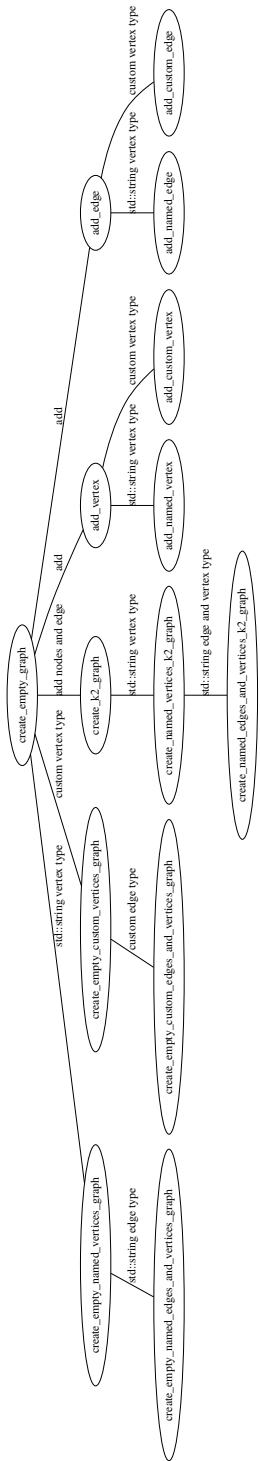 create_empty_graph
std::string vertex type
custom vertex type
add nodes and edge
add
add
create_empty_named_vertices_graph
create_empty_custom_vertices_graph
create_k2_graph
add_vertex
add_edge
std::string edge type
custom edge type
std::string vertex type
std::string vertex type
custom vertex type
std::string vertex type
custom vertex type
create_empty_named_edges_and_vertices_graph
create_empty_custom_edges_and_vertices_graph
create_named_vertices_k2_graph
add_named_vertex
add_custom_vertex
add_named_edge
add_custom_edge
std::string edge and vertex type
create_named_edges_and_vertices_k2_graph